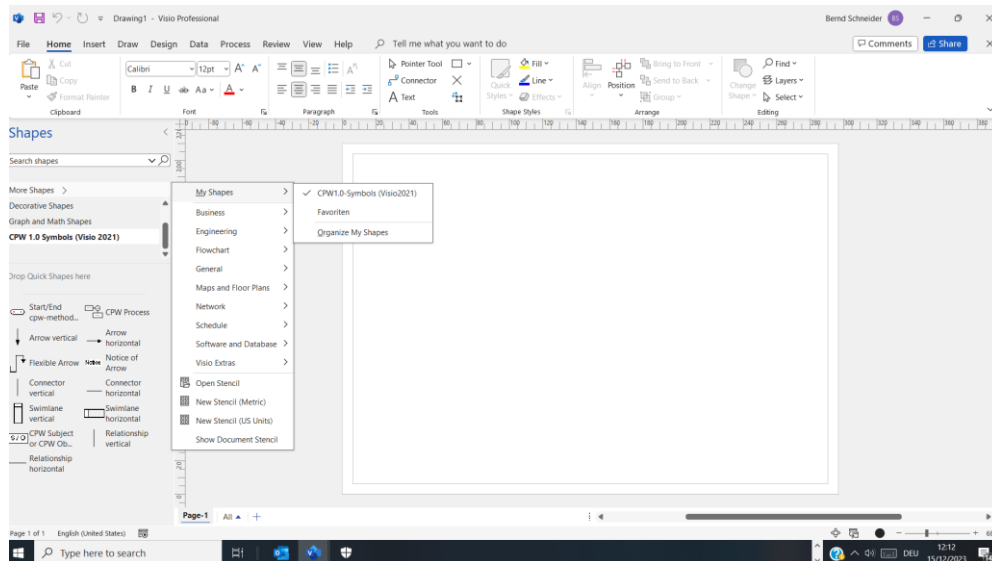 Drawing1 - Visio Professional
Bernd Schneider BS
File Home Insert Draw Design Data Process Review View Help Tell me what you want to do
Comments Share
Paste
Cut
Copy
Format Painter
Clipboard
Calibri 12pt A A
B I U ab Aa A
Font
Paragraph
Pointer Tool
Connector
A Text
Tools
Quick
Styles
Fill
Line
Effects
Shape Styles
Align
Position
Bring to Front
Send to Back
Group
Arrange
Change
Shape
Find
Layers
Select
Editing
Shapes
Search shapes
More Shapes
Decorative Shapes
Graph and Math Shapes
CPW 1.0 Symbols (Visio 2021)
Drop Quick Shapes here
Start/End
cpw-method...
CPW Process
Arrow vertical
Arrow
horizontal
Flexible Arrow
Notice of
Arrow
Connector
vertical
Connector
horizontal
Swimlane
vertical
Swimlane
horizontal
S / O
CPW Subject
or CPW Ob...
Relationship
vertical
Relationship
horizontal
My Shapes
Business
Engineering
Flowchart
General
Maps and Floor Plans
Network
Schedule
Software and Database
Visio Extras
Open Stencil
New Stencil (Metric)
New Stencil (US Units)
Show Document Stencil
CPW1.0-Symbols (Visio2021)
Favoriten
Organize My Shapes
Page-1 All
Page 1 of 1 English (United States)
Type here to search
DEU
12:12
15/12/2023